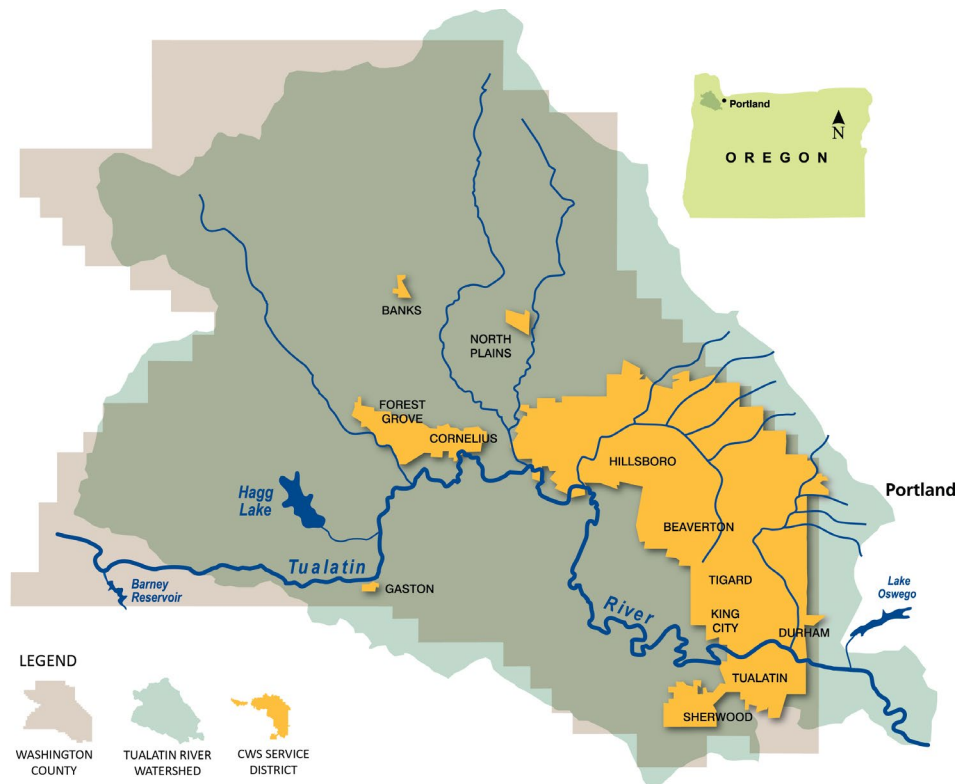 Portland
N
OREGON
BANKS
NORTH
PLAINS
FOREST
GROVE
CORNELIUS
HILLSBORO
Hagg
Lake
Portland
BEAVERTON
Tualatin
TIGARD
Barney
Reservoir
GASTON
River
KING
CITY
DURHAM
Lake
Oswego
TUALATIN
SHERWOOD
LEGEND
WASHINGTON
COUNTY
TUALATIN RIVER
WATERSHED
CWS SERVICE
DISTRICT